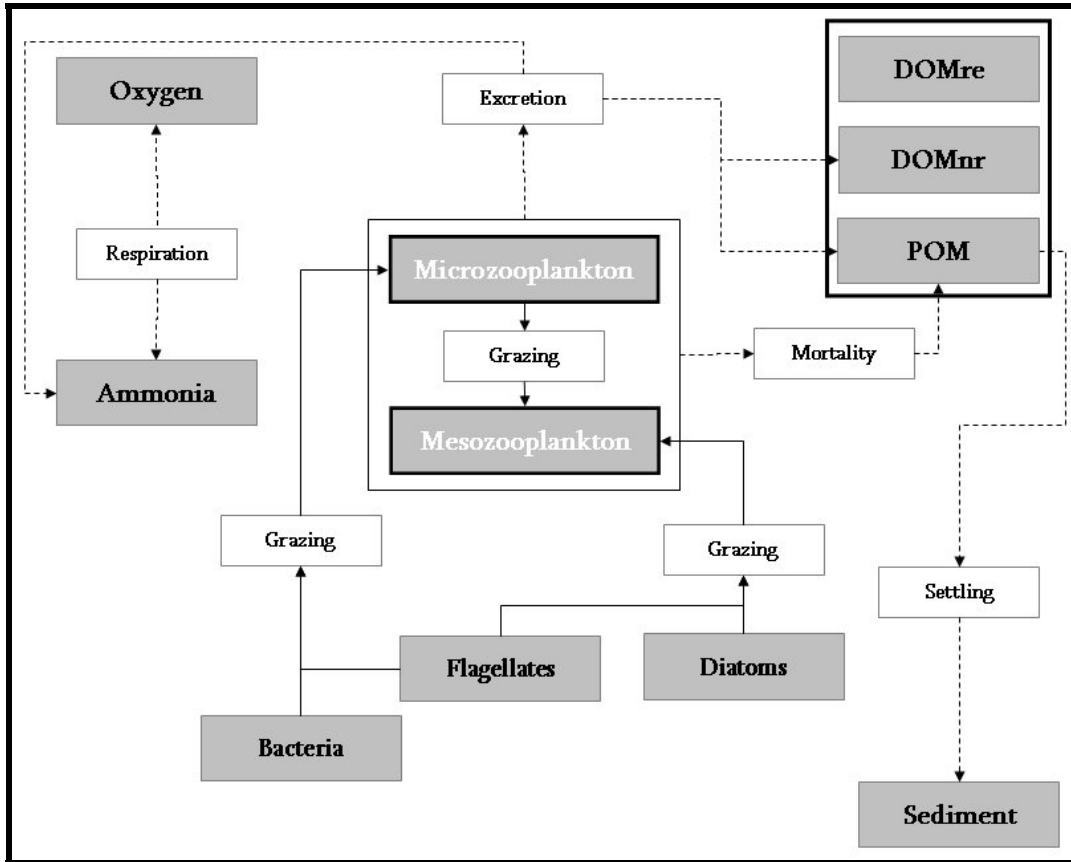 Oxygen
Excretion
DOMre
DOMnr
POM
Respiration
Microzooplankton
Grazing
Mortality
Ammonia
Mesozooplankton
Grazing
Grazing
Settling
Flagellates
Diatoms
Bacteria
Sediment